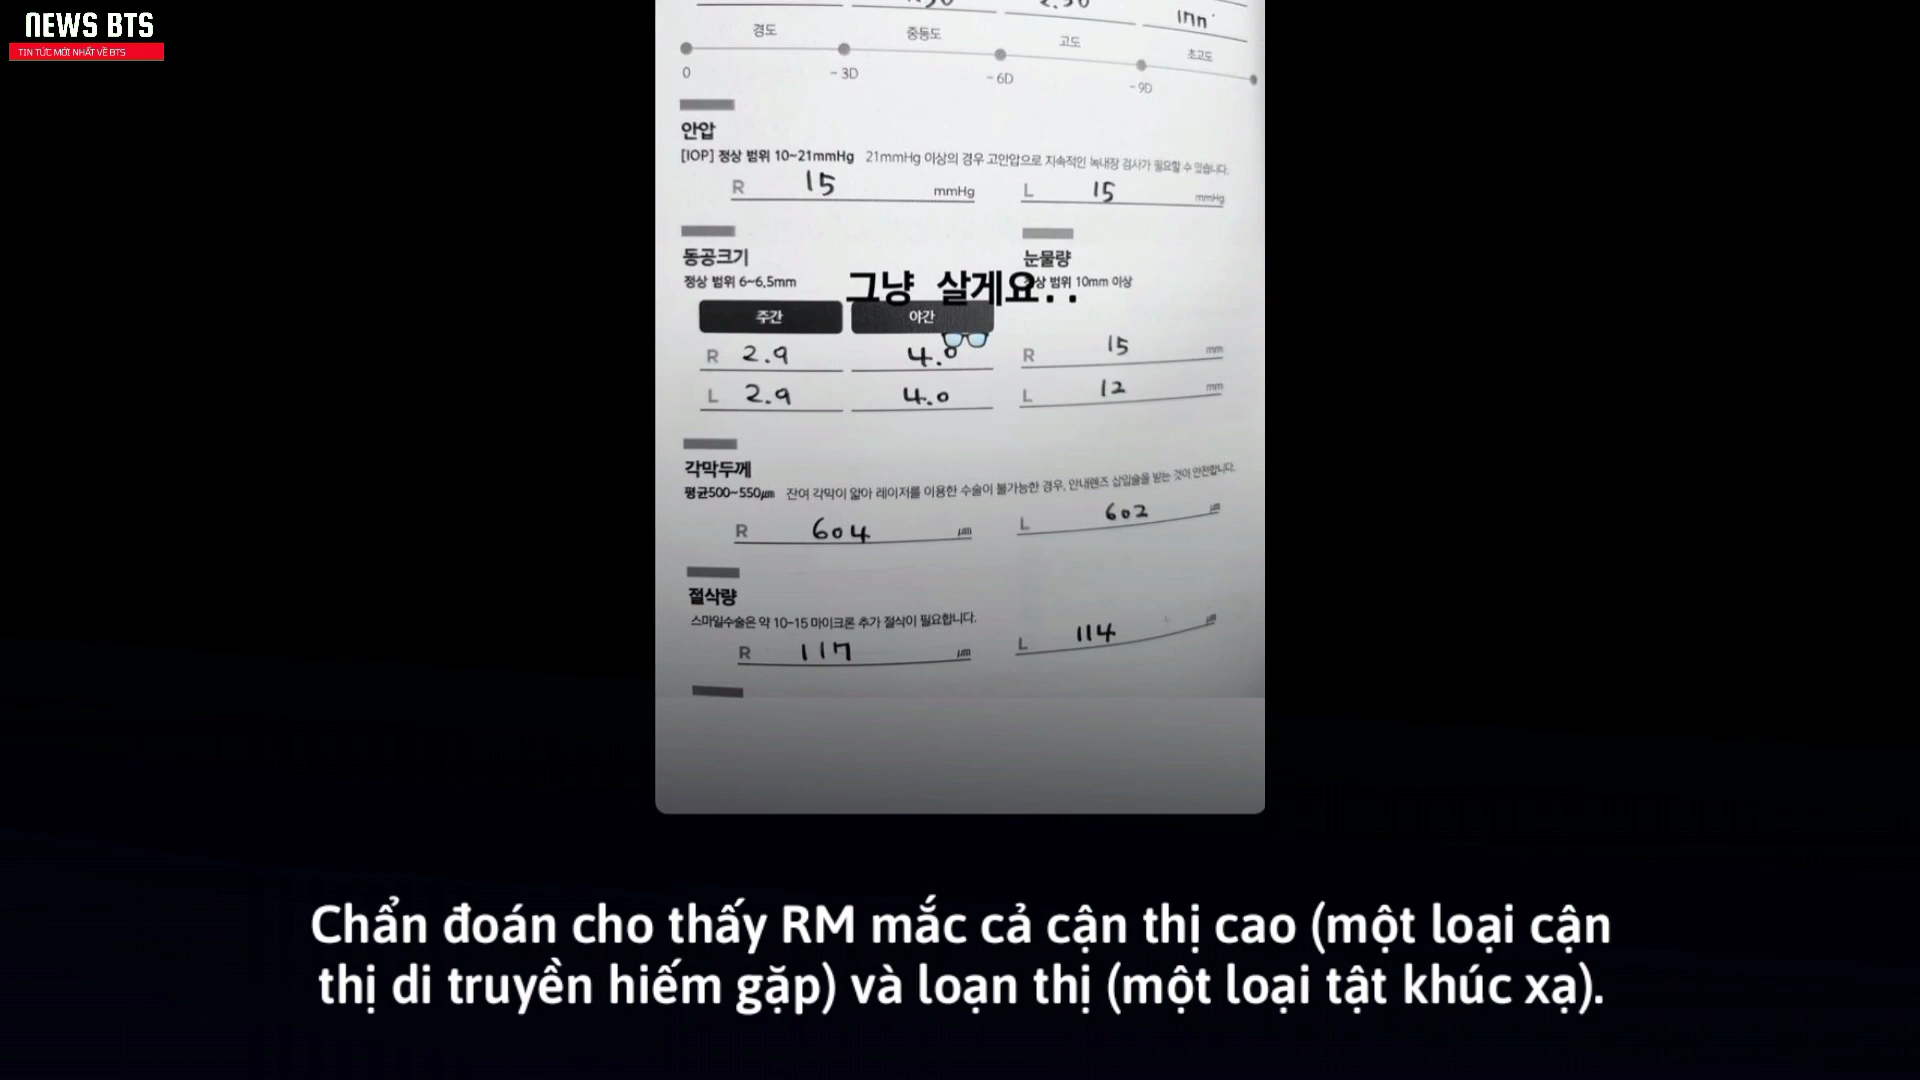 NEWS BTS
TIN TỨC MỚI NHẤT VỀ BTS
경도 중등도 고도 초고도
0 -3D -6D -9D
안압
[IOP] 정상 범위 10~21mmHg 21mmHg 이상의 경우 고안압으로 지속적인 녹내장 검사가 필요할 수 있습니다.
R 15 mmHg L 15 mmHg
동공크기 눈물량
정상 범위 6~6.5mm 정상 범위 10mm 이상
그냥 살게요..
주간 야간
R 2.9 4.0 R 15 mm
L 2.9 4.0 L 12 mm
각막두께
평균500~550㎛ 잔여 각막이 얇아 레이저를 이용한 수술이 불가능한 경우, 안내렌즈 삽입술을 받는 것이 안전합니다.
R 604 ㎛ L 602 ㎛
절삭량
스마일수술은 약 10-15 마이크론 추가 절삭이 필요합니다.
R 117 ㎛ L 114 ㎛
Chẩn đoán cho thấy RM mắc cả cận thị cao (một loại cận
thị di truyền hiếm gặp) và loạn thị (một loại tật khúc xạ).